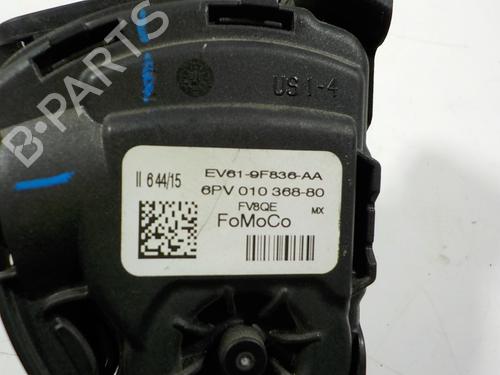 B-PARTS
US 1-4
II 6 44/15
EV61-9F836-AA
6PV 010 368-80
FV8QE
MX
FoMoCo